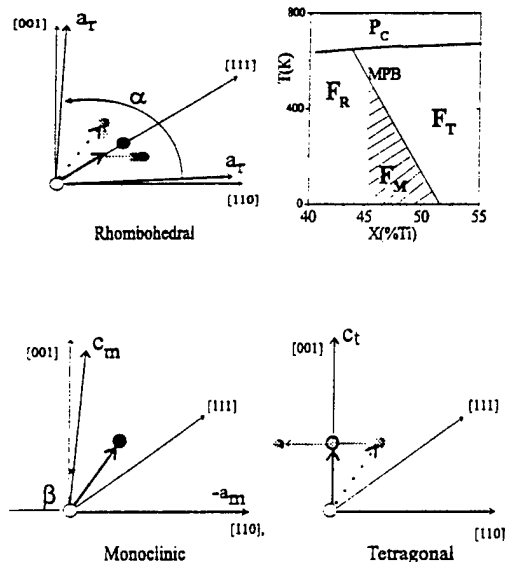 [001]
a_r
[111]
α
a_r
[110]
Rhombohedral
T(K)
800
400
0
P_C
MPB
F_R
F_T
F_M
40 45 50 55
X(%Ti)
[001]
c_m
[111]
β
-a_m
[110],
Monoclinic
[001]
c_t
[111]
[110]
Tetragonal